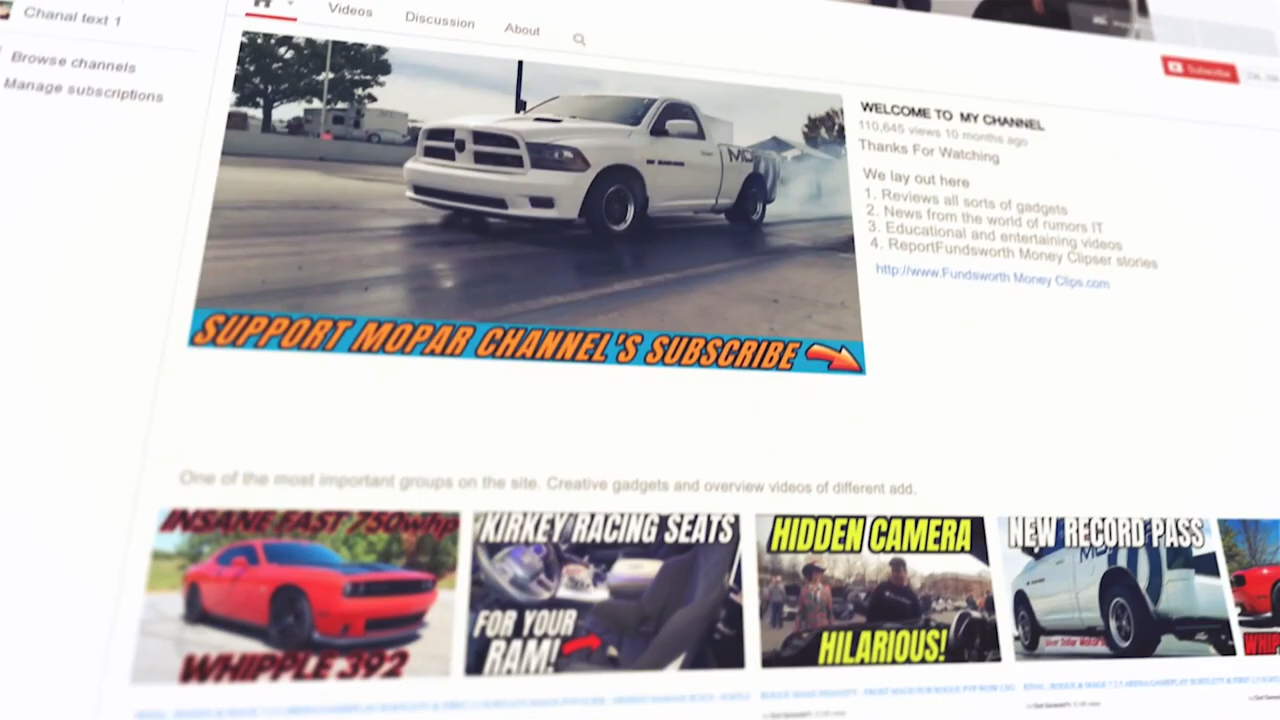 Chanal text 1
Browse channels
Manage subscriptions
Videos
Discussion
About
Subscribe
WELCOME TO MY CHANNEL
110,645 views 10 months ago
Thanks For Watching
We lay out here
1. Reviews all sorts of gadgets
2. News from the world of rumors IT
3. Educational and entertaining videos
4. ReportFundsworth Money Clipser stories
http://www.Fundsworth Money Clips.com
SUPPORT MOPAR CHANNEL'S SUBSCRIBE
One of the most important groups on the site. Creative gadgets and overview videos of different add.
INSANE FAST 750whp
WHIPPLE 392
KIRKEY RACING SEATS
FOR YOUR
RAM!
HIDDEN CAMERA
HILARIOUS!
NEW RECORD PASS